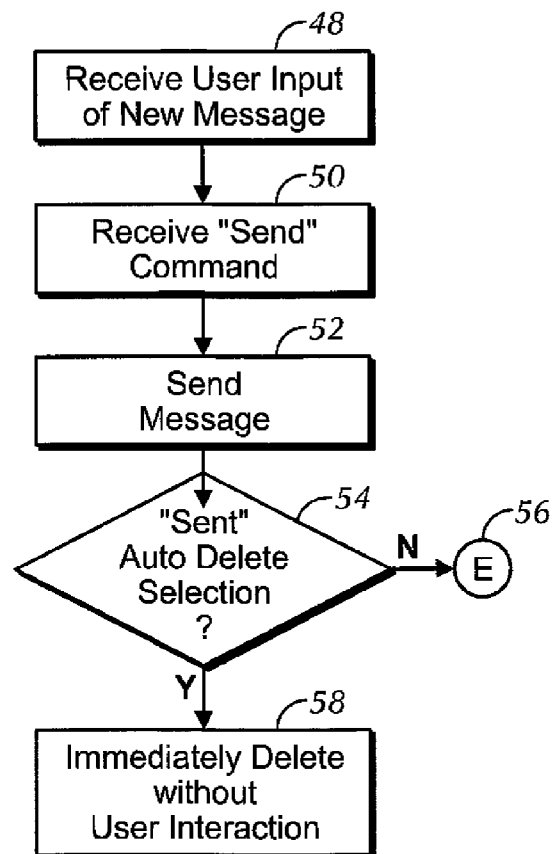 48
Receive User Input
of New Message
50
Receive "Send"
Command
52
Send
Message
54
"Sent"
Auto Delete
Selection
?
N
56
E
Y
58
Immediately Delete
without
User Interaction